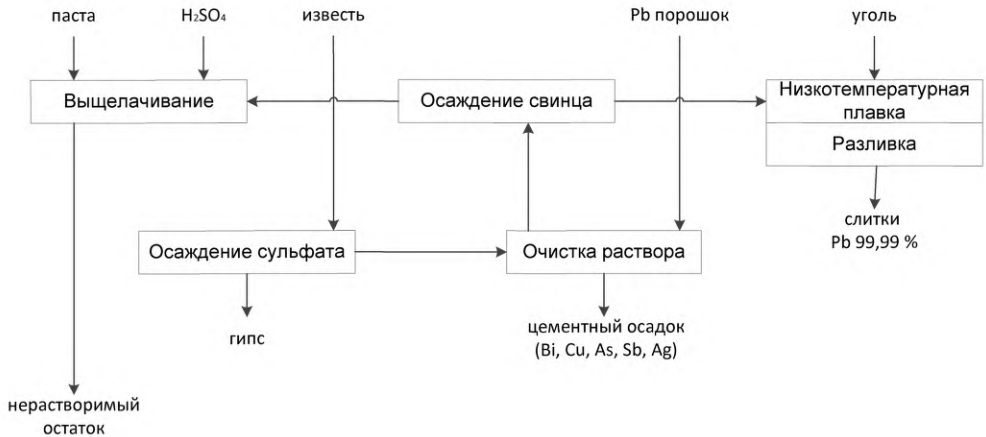 паста
H₂SO₄
известь
Pb порошок
уголь
Выщелачивание
Осаждение свинца
Низкотемпературная
плавка
Разливка
слитки
Pb 99,99 %
Осаждение сульфата
Очистка раствора
гипс
цементный осадок
(Bi, Cu, As, Sb, Ag)
нерастворимый
остаток